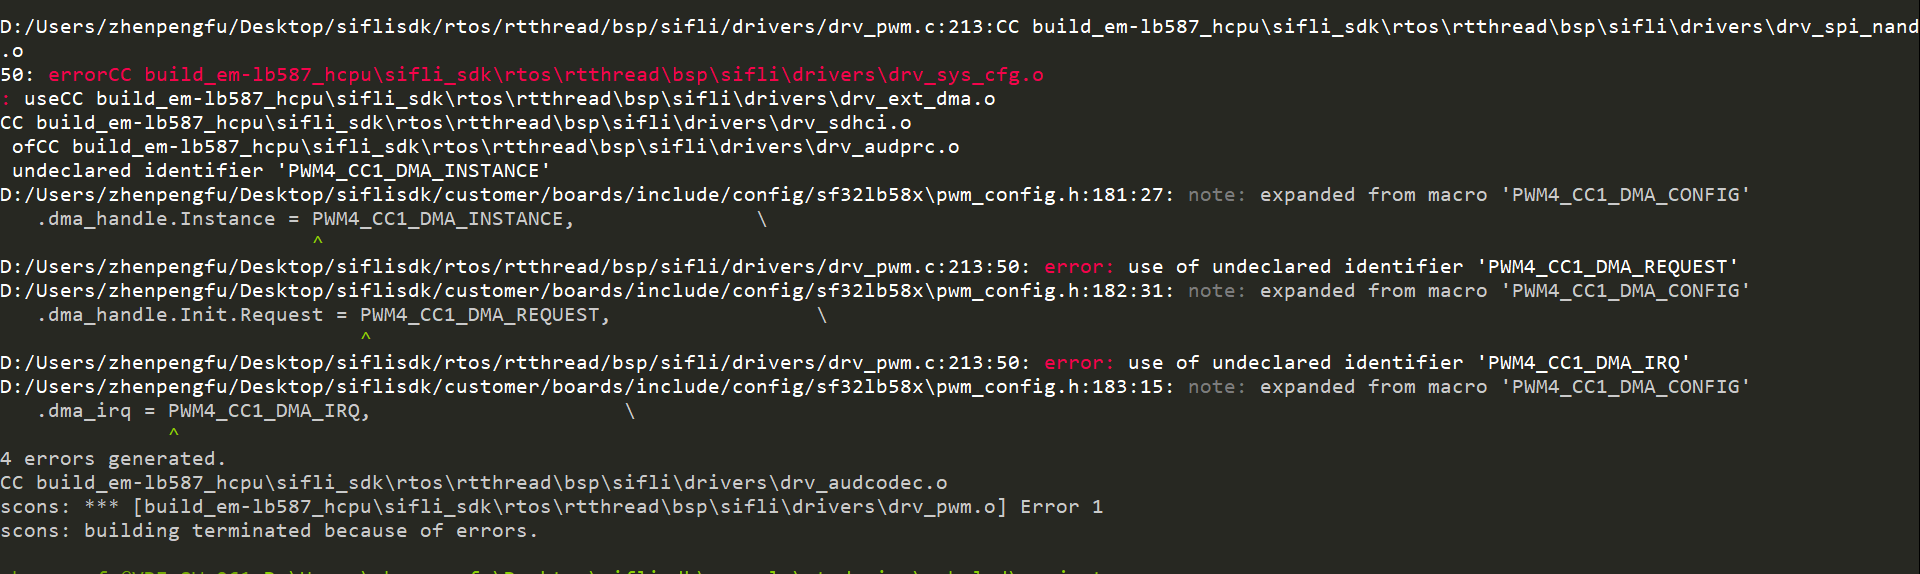 D:/Users/zhenpengfu/Desktop/siflisdk/rtos/rtthread/bsp/sifli/drivers/drv_pwm.c:213:CC build_em-lb587_hcpu\sifli_sdk\rtos\rtthread\bsp\sifli\drivers\drv_spi_nand
.o
50: errorCC build_em-lb587_hcpu\sifli_sdk\rtos\rtthread\bsp\sifli\drivers\drv_sys_cfg.o
: useCC build_em-lb587_hcpu\sifli_sdk\rtos\rtthread\bsp\sifli\drivers\drv_ext_dma.o
CC build_em-lb587_hcpu\sifli_sdk\rtos\rtthread\bsp\sifli\drivers\drv_sdhci.o
 ofCC build_em-lb587_hcpu\sifli_sdk\rtos\rtthread\bsp\sifli\drivers\drv_audprc.o
 undeclared identifier 'PWM4_CC1_DMA_INSTANCE'
D:/Users/zhenpengfu/Desktop/siflisdk/customer/boards/include/config/sf32lb58x\pwm_config.h:181:27: note: expanded from macro 'PWM4_CC1_DMA_CONFIG'
   .dma_handle.Instance = PWM4_CC1_DMA_INSTANCE,               \
                          ^
D:/Users/zhenpengfu/Desktop/siflisdk/rtos/rtthread/bsp/sifli/drivers/drv_pwm.c:213:50: error: use of undeclared identifier 'PWM4_CC1_DMA_REQUEST'
D:/Users/zhenpengfu/Desktop/siflisdk/customer/boards/include/config/sf32lb58x\pwm_config.h:182:31: note: expanded from macro 'PWM4_CC1_DMA_CONFIG'
   .dma_handle.Init.Request = PWM4_CC1_DMA_REQUEST,                 \
                              ^
D:/Users/zhenpengfu/Desktop/siflisdk/rtos/rtthread/bsp/sifli/drivers/drv_pwm.c:213:50: error: use of undeclared identifier 'PWM4_CC1_DMA_IRQ'
D:/Users/zhenpengfu/Desktop/siflisdk/customer/boards/include/config/sf32lb58x\pwm_config.h:183:15: note: expanded from macro 'PWM4_CC1_DMA_CONFIG'
   .dma_irq = PWM4_CC1_DMA_IRQ,                     \
              ^
4 errors generated.
CC build_em-lb587_hcpu\sifli_sdk\rtos\rtthread\bsp\sifli\drivers\drv_audcodec.o
scons: *** [build_em-lb587_hcpu\sifli_sdk\rtos\rtthread\bsp\sifli\drivers\drv_pwm.o] Error 1
scons: building terminated because of errors.